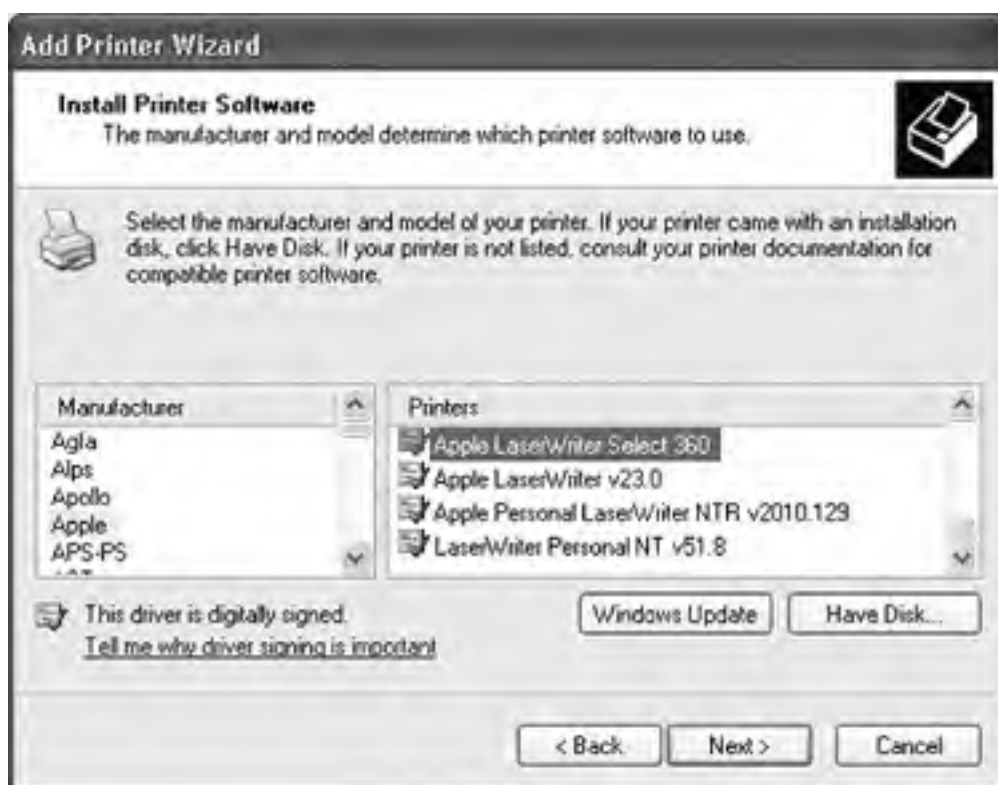 Add Printer Wizard
Install Printer Software
The manufacturer and model determine which printer software to use.
Select the manufacturer and model of your printer. If your printer came with an installation
disk, click Have Disk. If your printer is not listed, consult your printer documentation for
compatible printer software.
Manufacturer
Agfa
Alps
Apollo
Apple
APS-PS
Printers
Apple LaserWriter Select 360
Apple LaserWriter v23.0
Apple Personal LaserWriter NTR v2010.129
LaserWriter Personal NT v51.8
This driver is digitally signed.
Tell me why driver signing is important
Windows Update
Have Disk...
< Back
Next >
Cancel